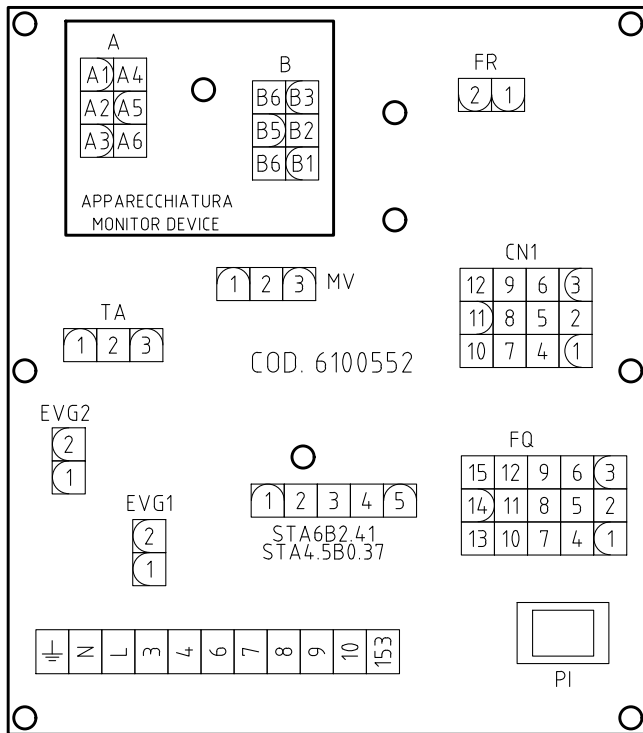 A
A1 A4
A2 A5
A3 A6
B
B6 B3
B5 B2
B6 B1
APPARECCHIATURA
MONITOR DEVICE
FR
2 1
MV
1 2 3
CN1
12 9 6 3
11 8 5 2
10 7 4 1
TA
1 2 3
COD. 6100552
EVG2
2
1
EVG1
2
1
1 2 3 4 5
STA6B2.41
STA4.5B0.37
FQ
15 12 9 6 3
14 11 8 5 2
13 10 7 4 1
N L 3 4 6 7 8 9 10 153
PI